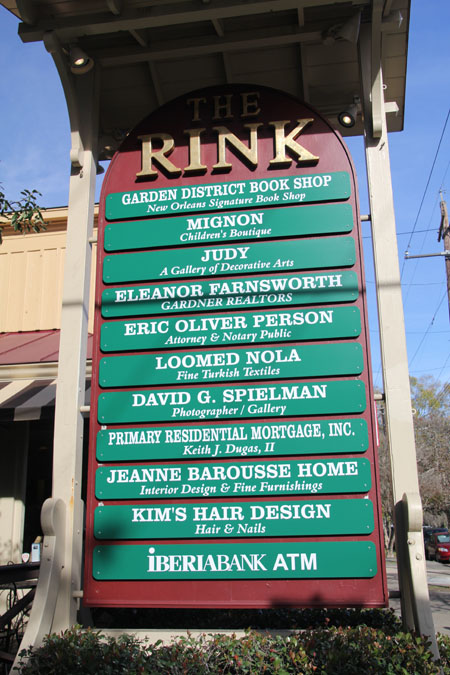 THE
RINK
GARDEN DISTRICT BOOK SHOP
New Orleans Signature Book Shop
MIGNON
Children's Boutique
JUDY
A Gallery of Decorative Arts
ELEANOR FARNSWORTH
GARDNER REALTORS
ERIC OLIVER PERSON
Attorney & Notary Public
LOOMED NOLA
Fine Turkish Textiles
DAVID G. SPIELMAN
Photographer / Gallery
PRIMARY RESIDENTIAL MORTGAGE, INC.
Keith J. Dugas, II
JEANNE BAROUSSE HOME
Interior Design & Fine Furnishings
KIM'S HAIR DESIGN
Hair & Nails
iBERIABANK ATM